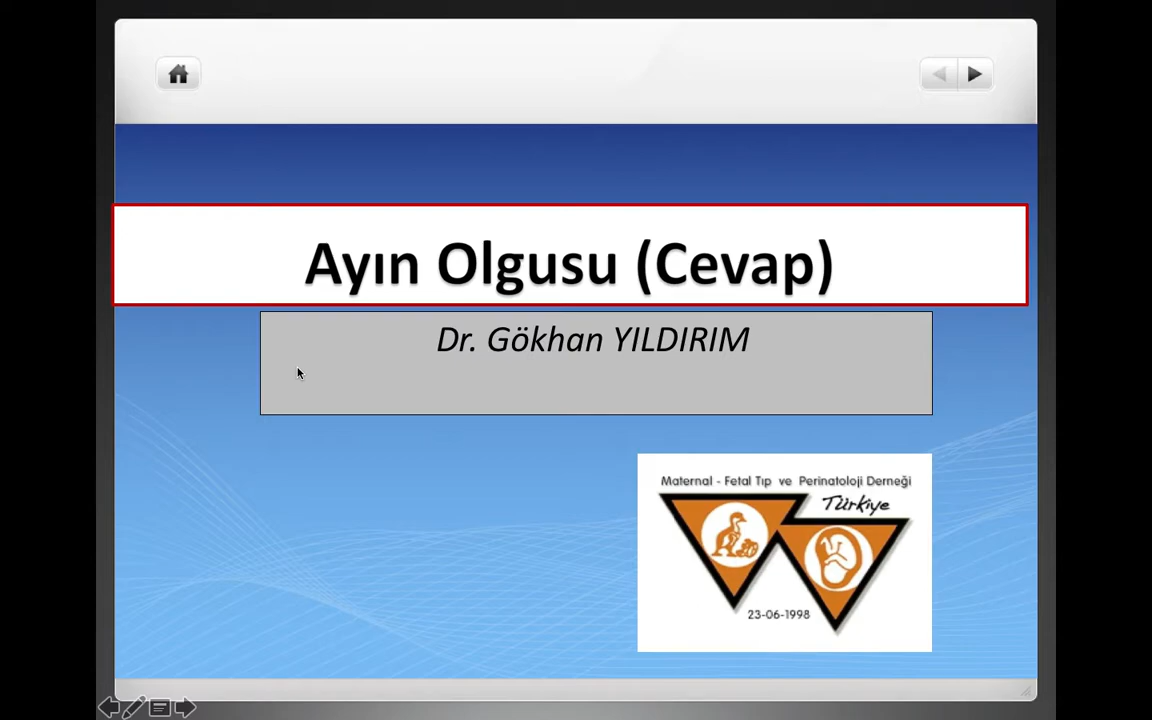 Ayın Olgusu (Cevap)
Dr. Gökhan YILDIRIM
Maternal - Fetal Tıp ve Perinatoloji Derneği
Türkiye
23-06-1998